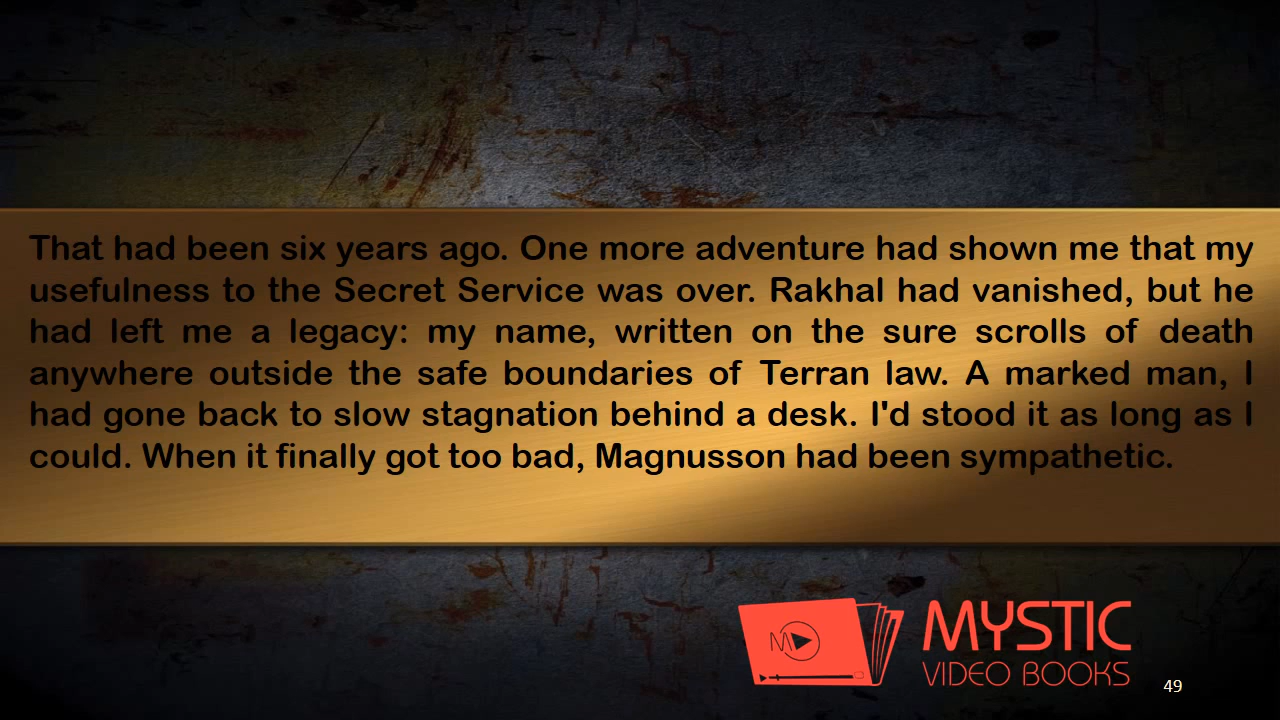 That had been six years ago. One more adventure had shown me that my
usefulness to the Secret Service was over. Rakhal had vanished, but he
had left me a legacy: my name, written on the sure scrolls of death
anywhere outside the safe boundaries of Terran law. A marked man, I
had gone back to slow stagnation behind a desk. I'd stood it as long as I
could. When it finally got too bad, Magnusson had been sympathetic.
MYSTIC
VIDEO BOOKS
49